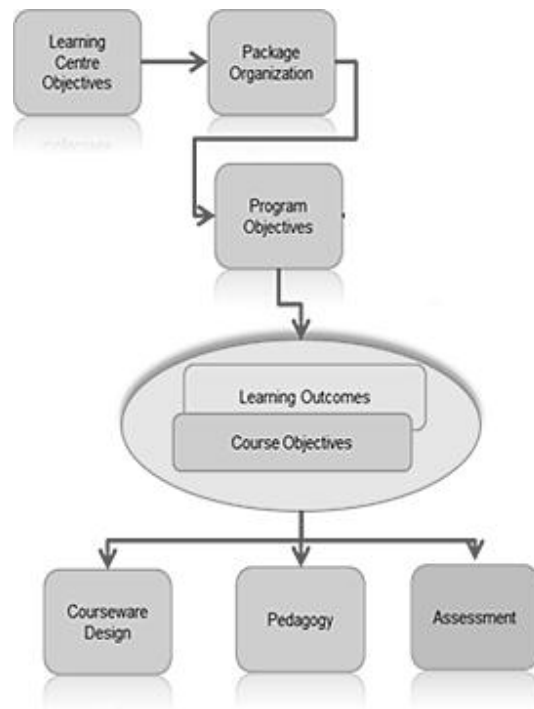 Learning
Centre
Objectives
Package
Organization
Program
Objectives
Learning Outcomes
Course Objectives
Courseware
Design
Pedagogy
Assessment